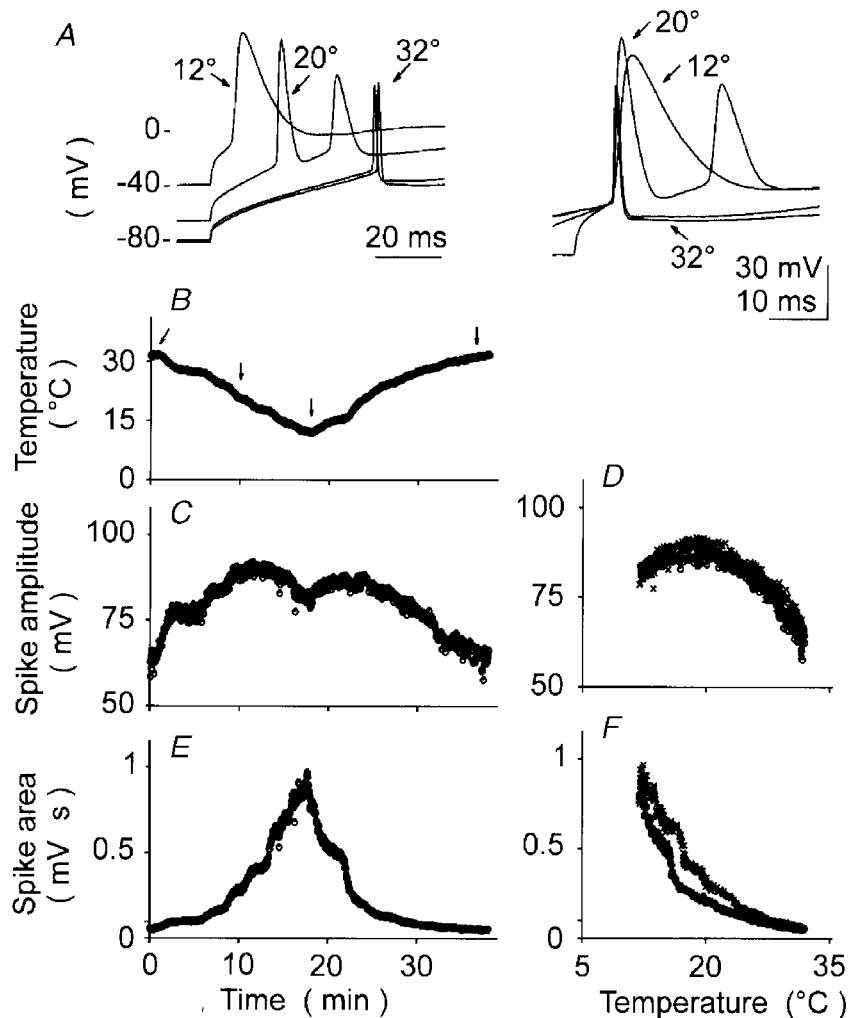 A
12°
20°
32°
0
-40
-80
( mV )
20 ms
20°
12°
32°
30 mV
10 ms
B
Temperature
( °C )
30
15
0
C
Spike amplitude
( mV )
100
75
50
D
100
75
50
E
Spike area
( mV s )
1
0.5
0
0
10
20
30
Time ( min )
F
1
0.5
0
5
20
35
Temperature (°C)